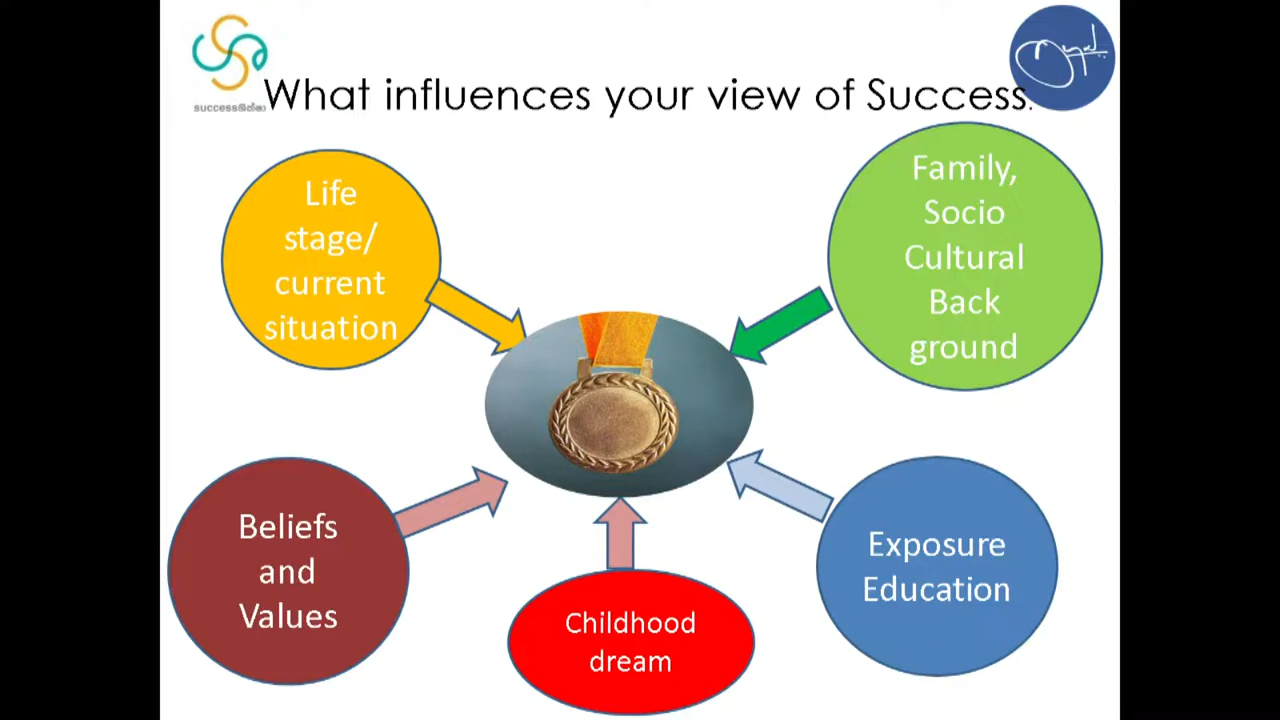 successශික්ෂා
What influences your view of Success.
Life
stage/
current
situation
Family,
Socio
Cultural
Back
ground
Beliefs
and
Values
Childhood
dream
Exposure
Education